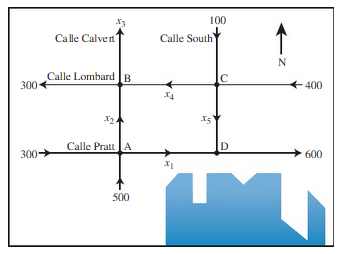 x3
100
Calle Calvert
Calle South
N
Calle Lombard
B
C
300
400
x4
x2
x5
Calle Pratt
A
D
300
600
x1
500